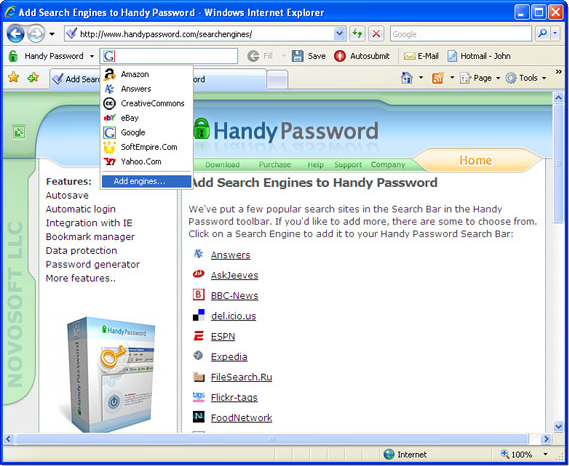 Add Search Engines to Handy Password - Windows Internet Explorer
http://www.handypassword.com/searchengines/
Google
Handy Password
Fill
Save
Autosubmit
E-Mail
Hotmail - John
Add Sear
word
Page
Tools
Amazon
Answers
CreativeCommons
eBay
Google
SoftEmpire.Com
Yahoo.Com
Add engines...
HandyPassword
Download Purchase Help Support Company
Home
Features:
Autosave
Automatic login
Integration with IE
Bookmark manager
Data protection
Password generator
More features..
NOVOSOFT LLC
HandyPassword
HandyPassword
Add Search Engines to Handy Password
We've put a few popular search sites in the Search Bar in the Handy
Password toolbar. If you'd like to add more, there are some to choose from.
Click on a Search Engine to add it to your Handy Password Search Bar:
Answers
AskJeeves
BBC-News
del.icio.us
ESPN
Expedia
FileSearch.Ru
Flickr-tags
FoodNetwork
Internet
100%